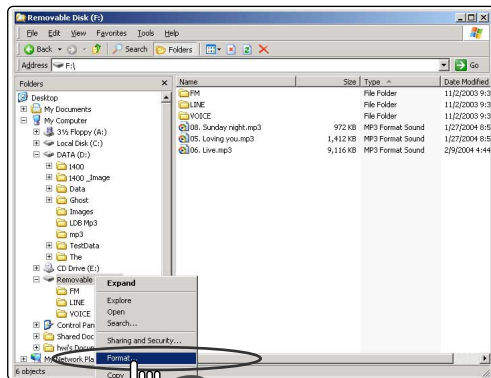 Removable Disk (F:)
File Edit View Favorites Tools Help
Back Search Folders
Address F:\ Go
Folders x
Name Size Type Date Modified
FM File Folder 11/2/2003 9:3
LINE File Folder 11/2/2003 9:3
VOICE File Folder 11/2/2003 9:3
08. Sunday night.mp3 972 KB MP3 Format Sound 1/27/2004 8:5
05. Loving you.mp3 1,412 KB MP3 Format Sound 1/27/2004 8:5
06. Live.mp3 9,116 KB MP3 Format Sound 2/9/2004 4:44
Desktop
My Documents
My Computer
3½ Floppy (A:)
Local Disk (C:)
DATA (D:)
1400
1400 _Image
Data
Ghost
Images
LDB Mp3
mp3
TestData
The
CD Drive (E:)
Removable
FM
LINE
VOICE
Control Pan
Shared Doc
hwi's Docum
My Network Pla
Expand
Explore
Open
Search...
Sharing and Security...
Format...
Copy
6 objects